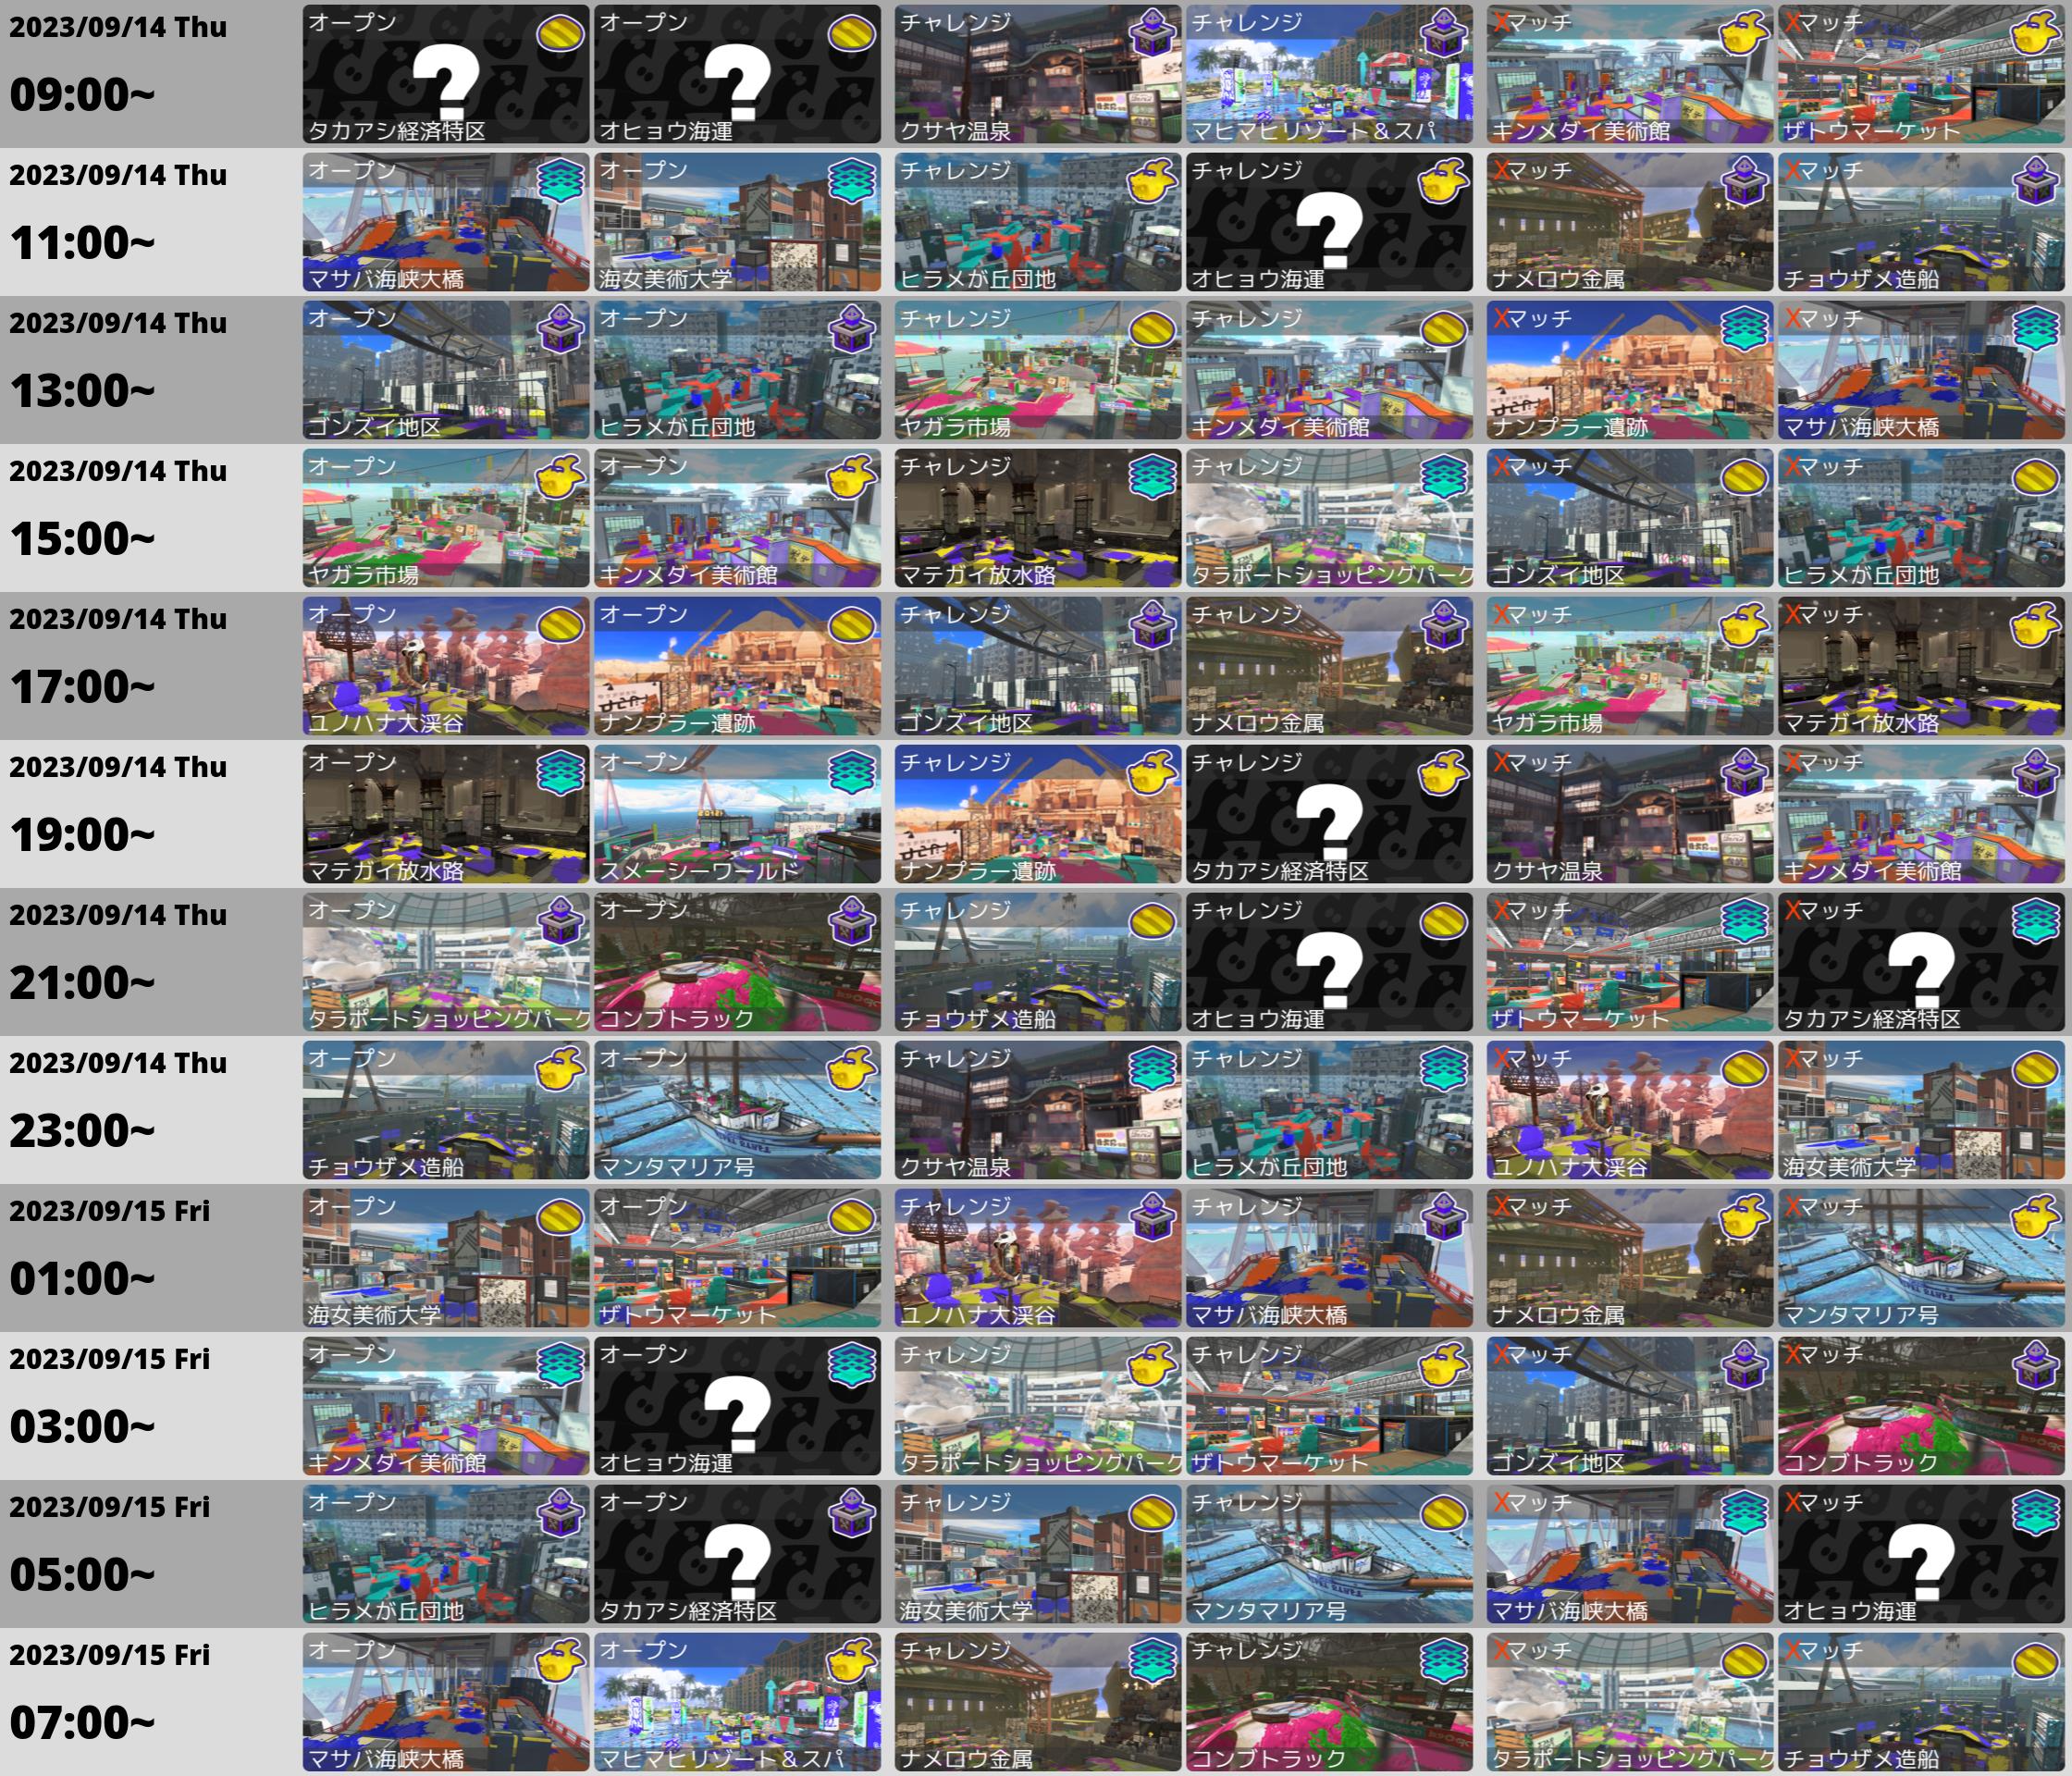 2023/09/14 Thu
09:00~
オープン オープン チャレンジ チャレンジ Xマッチ Xマッチ
タカアシ経済特区 オヒョウ海運 クサヤ温泉 マヒマヒリゾート＆スパ キンメダイ美術館 ザトウマーケット
2023/09/14 Thu
11:00~
オープン オープン チャレンジ チャレンジ Xマッチ Xマッチ
マサバ海峡大橋 海女美術大学 ヒラメが丘団地 オヒョウ海運 ナメロウ金属 チョウザメ造船
2023/09/14 Thu
13:00~
オープン オープン チャレンジ チャレンジ Xマッチ Xマッチ
ゴンズイ地区 ヒラメが丘団地 ヤガラ市場 キンメダイ美術館 ナンプラー遺跡 マサバ海峡大橋
2023/09/14 Thu
15:00~
オープン オープン チャレンジ チャレンジ Xマッチ Xマッチ
ヤガラ市場 キンメダイ美術館 マテガイ放水路 タラポートショッピングパーク ゴンズイ地区 ヒラメが丘団地
2023/09/14 Thu
17:00~
オープン オープン チャレンジ チャレンジ Xマッチ Xマッチ
ユノハナ大渓谷 ナンプラー遺跡 ゴンズイ地区 ナメロウ金属 ヤガラ市場 マテガイ放水路
2023/09/14 Thu
19:00~
オープン オープン チャレンジ チャレンジ Xマッチ Xマッチ
マテガイ放水路 スメーシーワールド ナンプラー遺跡 タカアシ経済特区 クサヤ温泉 キンメダイ美術館
2023/09/14 Thu
21:00~
オープン オープン チャレンジ チャレンジ Xマッチ Xマッチ
タラポートショッピングパーク コンブトラック チョウザメ造船 オヒョウ海運 ザトウマーケット タカアシ経済特区
2023/09/14 Thu
23:00~
オープン オープン チャレンジ チャレンジ Xマッチ Xマッチ
チョウザメ造船 マンタマリア号 クサヤ温泉 ヒラメが丘団地 ユノハナ大渓谷 海女美術大学
2023/09/15 Fri
01:00~
オープン オープン チャレンジ チャレンジ Xマッチ Xマッチ
海女美術大学 ザトウマーケット ユノハナ大渓谷 マサバ海峡大橋 ナメロウ金属 マンタマリア号
2023/09/15 Fri
03:00~
オープン オープン チャレンジ チャレンジ Xマッチ Xマッチ
キンメダイ美術館 オヒョウ海運 タラポートショッピングパーク ザトウマーケット ゴンズイ地区 コンブトラック
2023/09/15 Fri
05:00~
オープン オープン チャレンジ チャレンジ Xマッチ Xマッチ
ヒラメが丘団地 タカアシ経済特区 海女美術大学 マンタマリア号 マサバ海峡大橋 オヒョウ海運
2023/09/15 Fri
07:00~
オープン オープン チャレンジ チャレンジ Xマッチ Xマッチ
マサバ海峡大橋 マヒマヒリゾート＆スパ ナメロウ金属 コンブトラック タラポートショッピングパーク チョウザメ造船